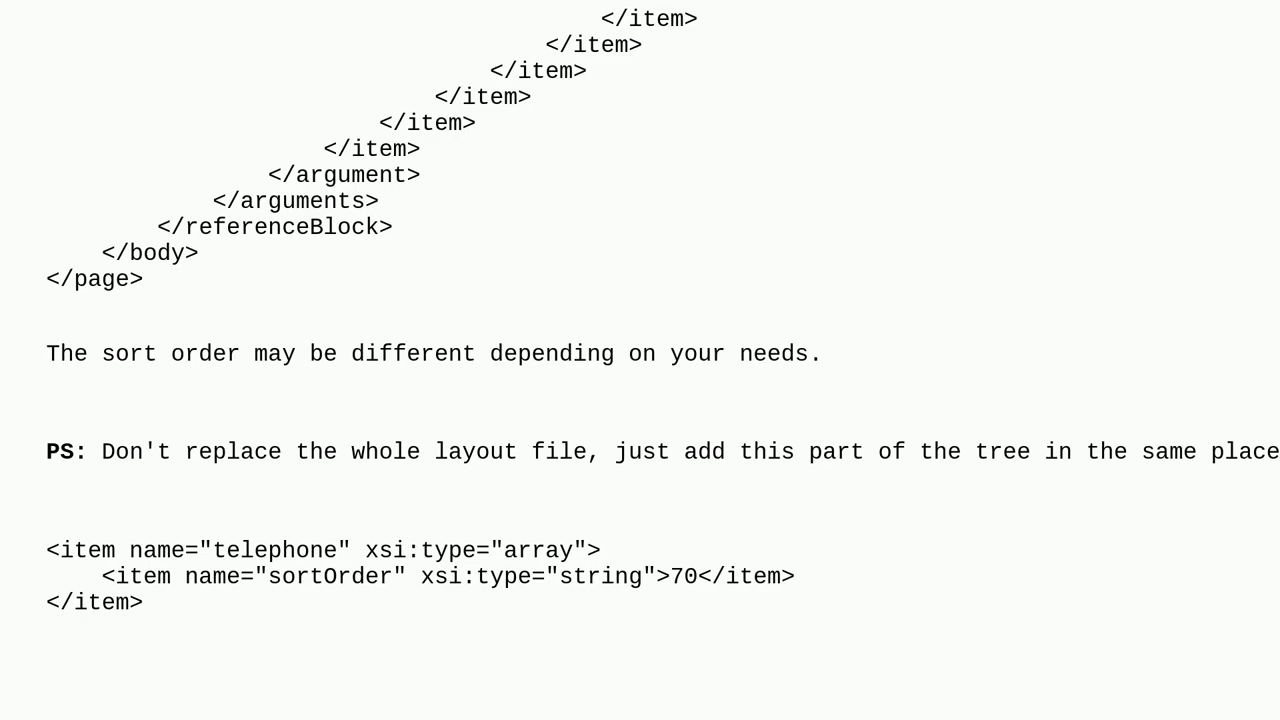 </item>
</item>
</item>
</item>
</item>
</item>
</argument>
</arguments>
</referenceBlock>
</body>
</page>
The sort order may be different depending on your needs.
PS: Don't replace the whole layout file, just add this part of the tree in the same place
<item name="telephone" xsi:type="array">
<item name="sortOrder" xsi:type="string">70</item>
</item>